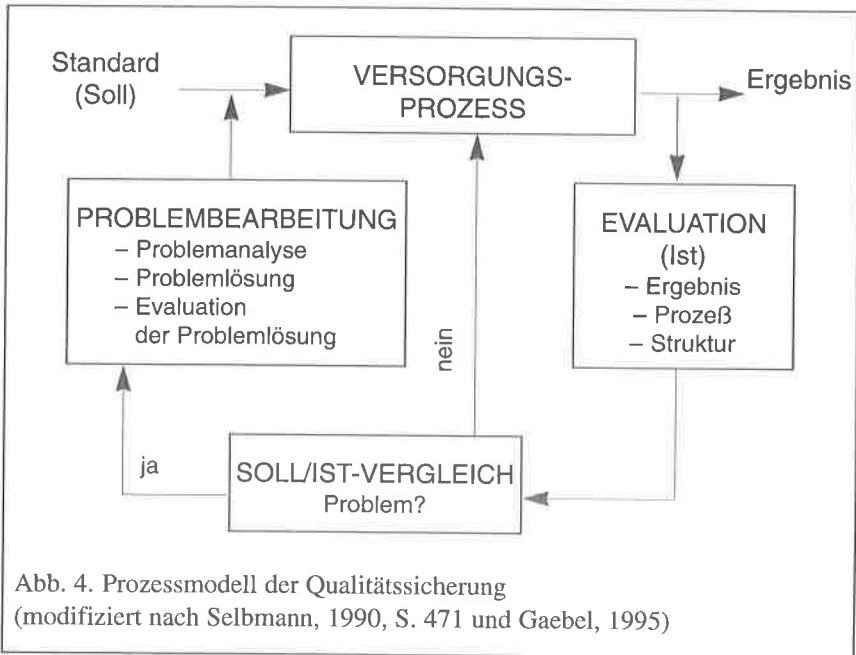 Standard
(Soll)
VERSORGUNGS-
PROZESS
Ergebnis
PROBLEMBEARBEITUNG
– Problemanalyse
– Problemlösung
– Evaluation
der Problemlösung
nein
EVALUATION
(Ist)
– Ergebnis
– Prozeß
– Struktur
ja
SOLL/IST-VERGLEICH
Problem?
Abb. 4. Prozessmodell der Qualitätssicherung
(modifiziert nach Selbmann, 1990, S. 471 und Gaebel, 1995)